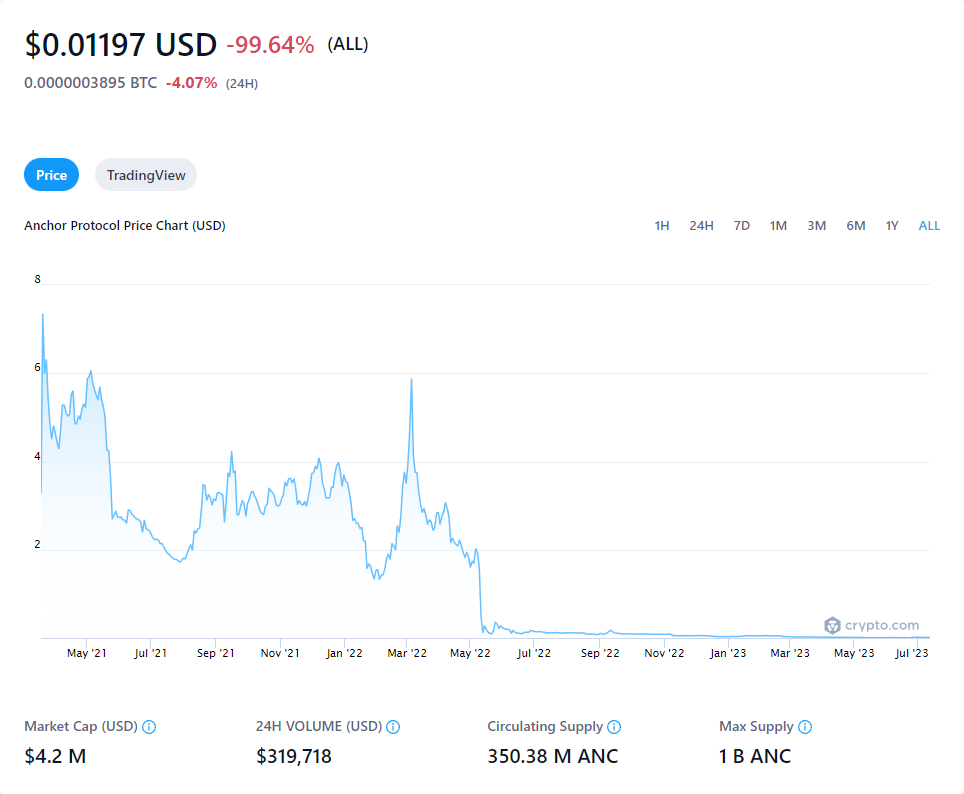 $0.01197 USD -99.64% (ALL)
0.0000003895 BTC -4.07% (24H)
Price TradingView
Anchor Protocol Price Chart (USD) 1H 24H 7D 1M 3M 6M 1Y ALL
8
6
4
2
crypto.com
May '21 Jul '21 Sep '21 Nov '21 Jan '22 Mar '22 May '22 Jul '22 Sep '22 Nov '22 Jan '23 Mar '23 May '23 Jul '23
Market Cap (USD) 24H VOLUME (USD) Circulating Supply Max Supply
$4.2 M $319,718 350.38 M ANC 1 B ANC